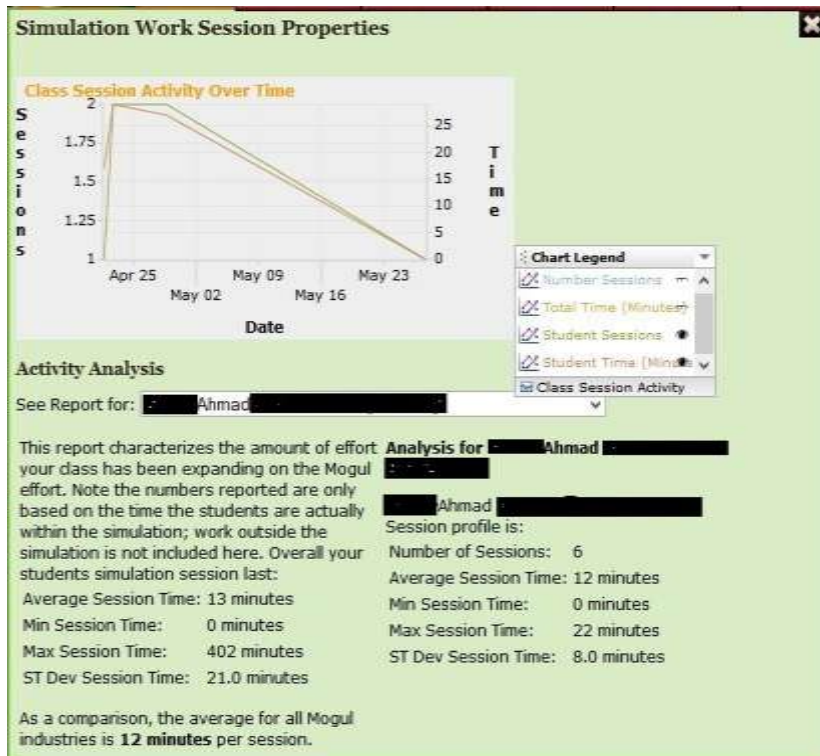 Simulation Work Session Properties
Class Session Activity Over Time
Sessions
2
1.75
1.5
1.25
1
25
20
15
10
5
0
Time
Apr 25
May 09
May 23
May 02
May 16
Date
Chart Legend
Number Sessions
Total Time (Minutes)
Student Sessions
Student Time (Minute
Class Session Activity
Activity Analysis
See Report for: Ahmad
This report characterizes the amount of effort
your class has been expanding on the Mogul
effort. Note the numbers reported are only
based on the time the students are actually
within the simulation; work outside the
simulation is not included here. Overall your
students simulation session last:
Average Session Time: 13 minutes
Min Session Time: 0 minutes
Max Session Time: 402 minutes
ST Dev Session Time: 21.0 minutes
As a comparison, the average for all Mogul
industries is 12 minutes per session.
Analysis for Ahmad
Ahmad
Session profile is:
Number of Sessions: 6
Average Session Time: 12 minutes
Min Session Time: 0 minutes
Max Session Time: 22 minutes
ST Dev Session Time: 8.0 minutes